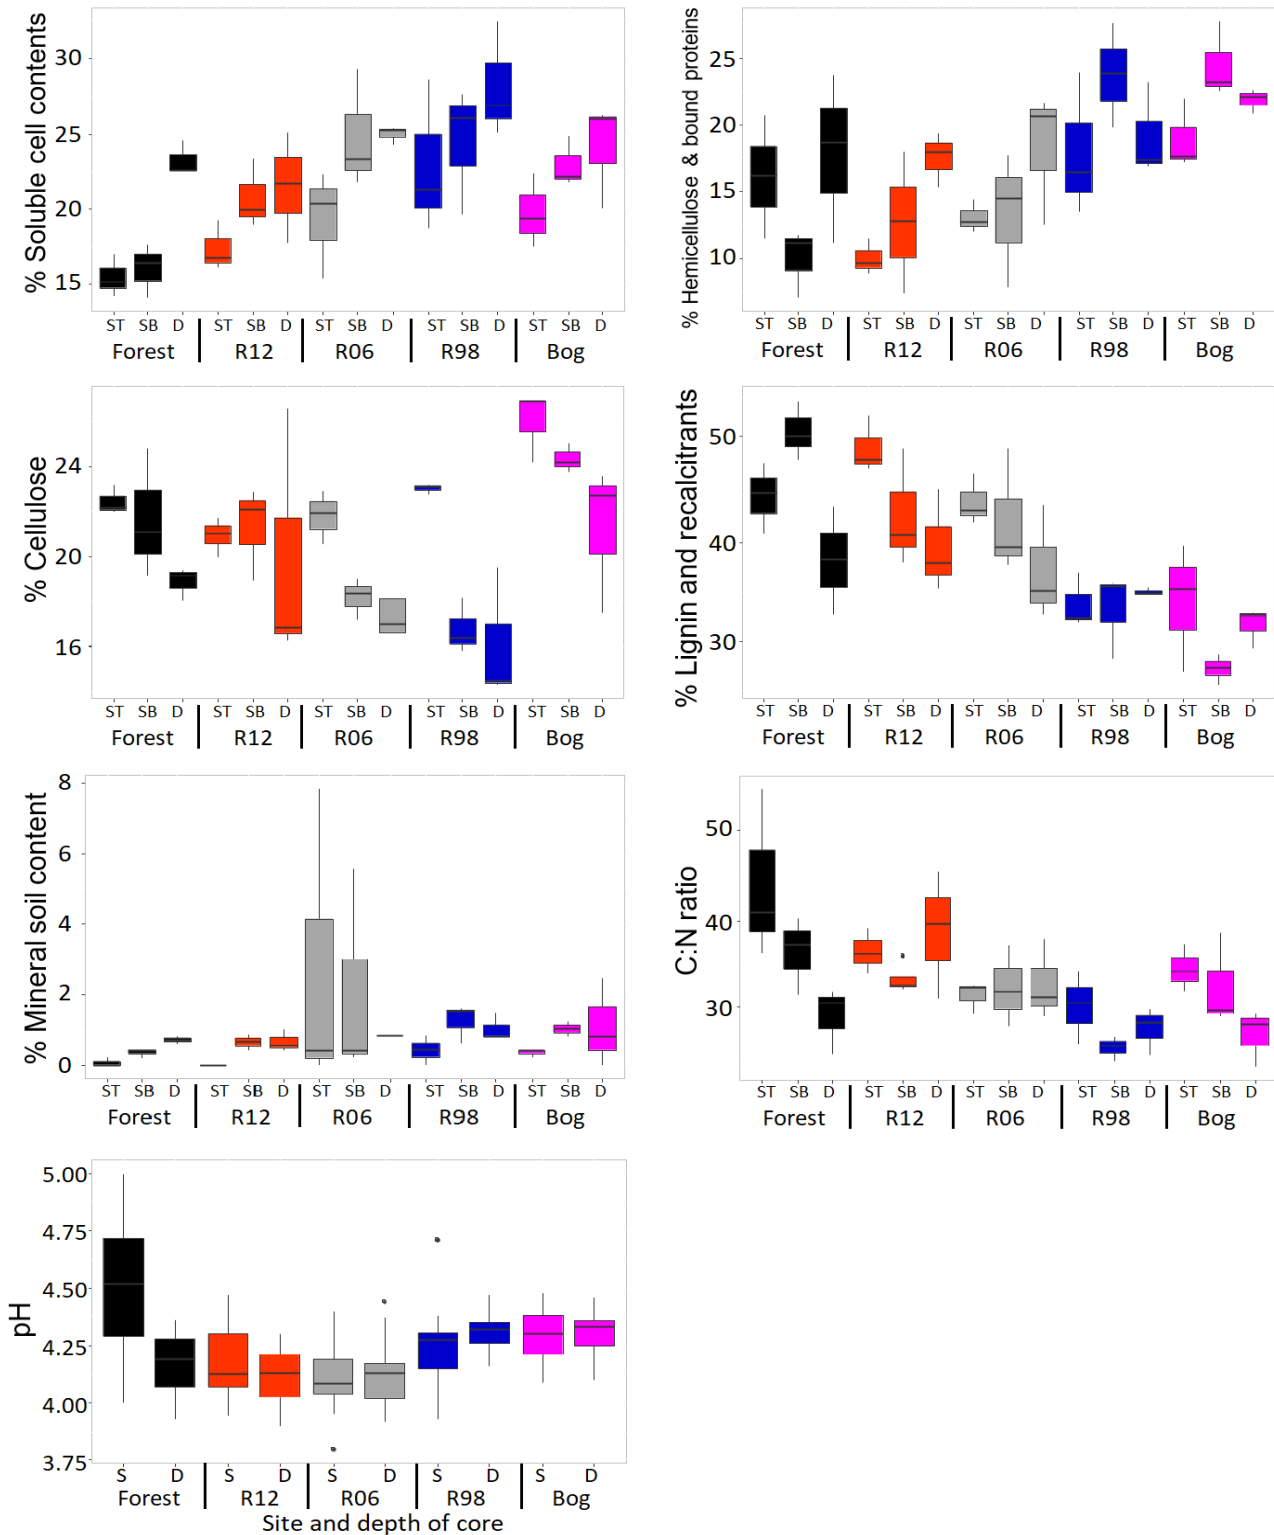 % Soluble cell contents
30
25
20
15
ST SB D ST SB D ST SB D ST SB D ST SB D
Forest R12 R06 R98 Bog
% Hemicellulose & bound proteins
25
20
15
10
ST SB D ST SB D ST SB D ST SB D ST SB D
Forest R12 R06 R98 Bog
% Cellulose
24
20
16
ST SB D ST SB D ST SB D ST SB D ST SB D
Forest R12 R06 R98 Bog
% Lignin and recalcitrants
50
40
30
ST SB D ST SB D ST SB D ST SB D ST SB D
Forest R12 R06 R98 Bog
% Mineral soil content
8
6
4
2
0
ST SB D ST SB D ST SB D ST SB D ST SB D
Forest R12 R06 R98 Bog
C:N ratio
50
40
30
ST SB D ST SB D ST SB D ST SB D ST SB D
Forest R12 R06 R98 Bog
pH
5.00
4.75
4.50
4.25
4.00
3.75
S D S D S D S D S D
Forest R12 R06 R98 Bog
Site and depth of core